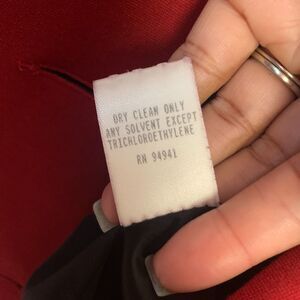 DRY CLEAN ONLY
ANY SOLVENT EXCEPT
TRICHLOROETHYLENE
RN 94941